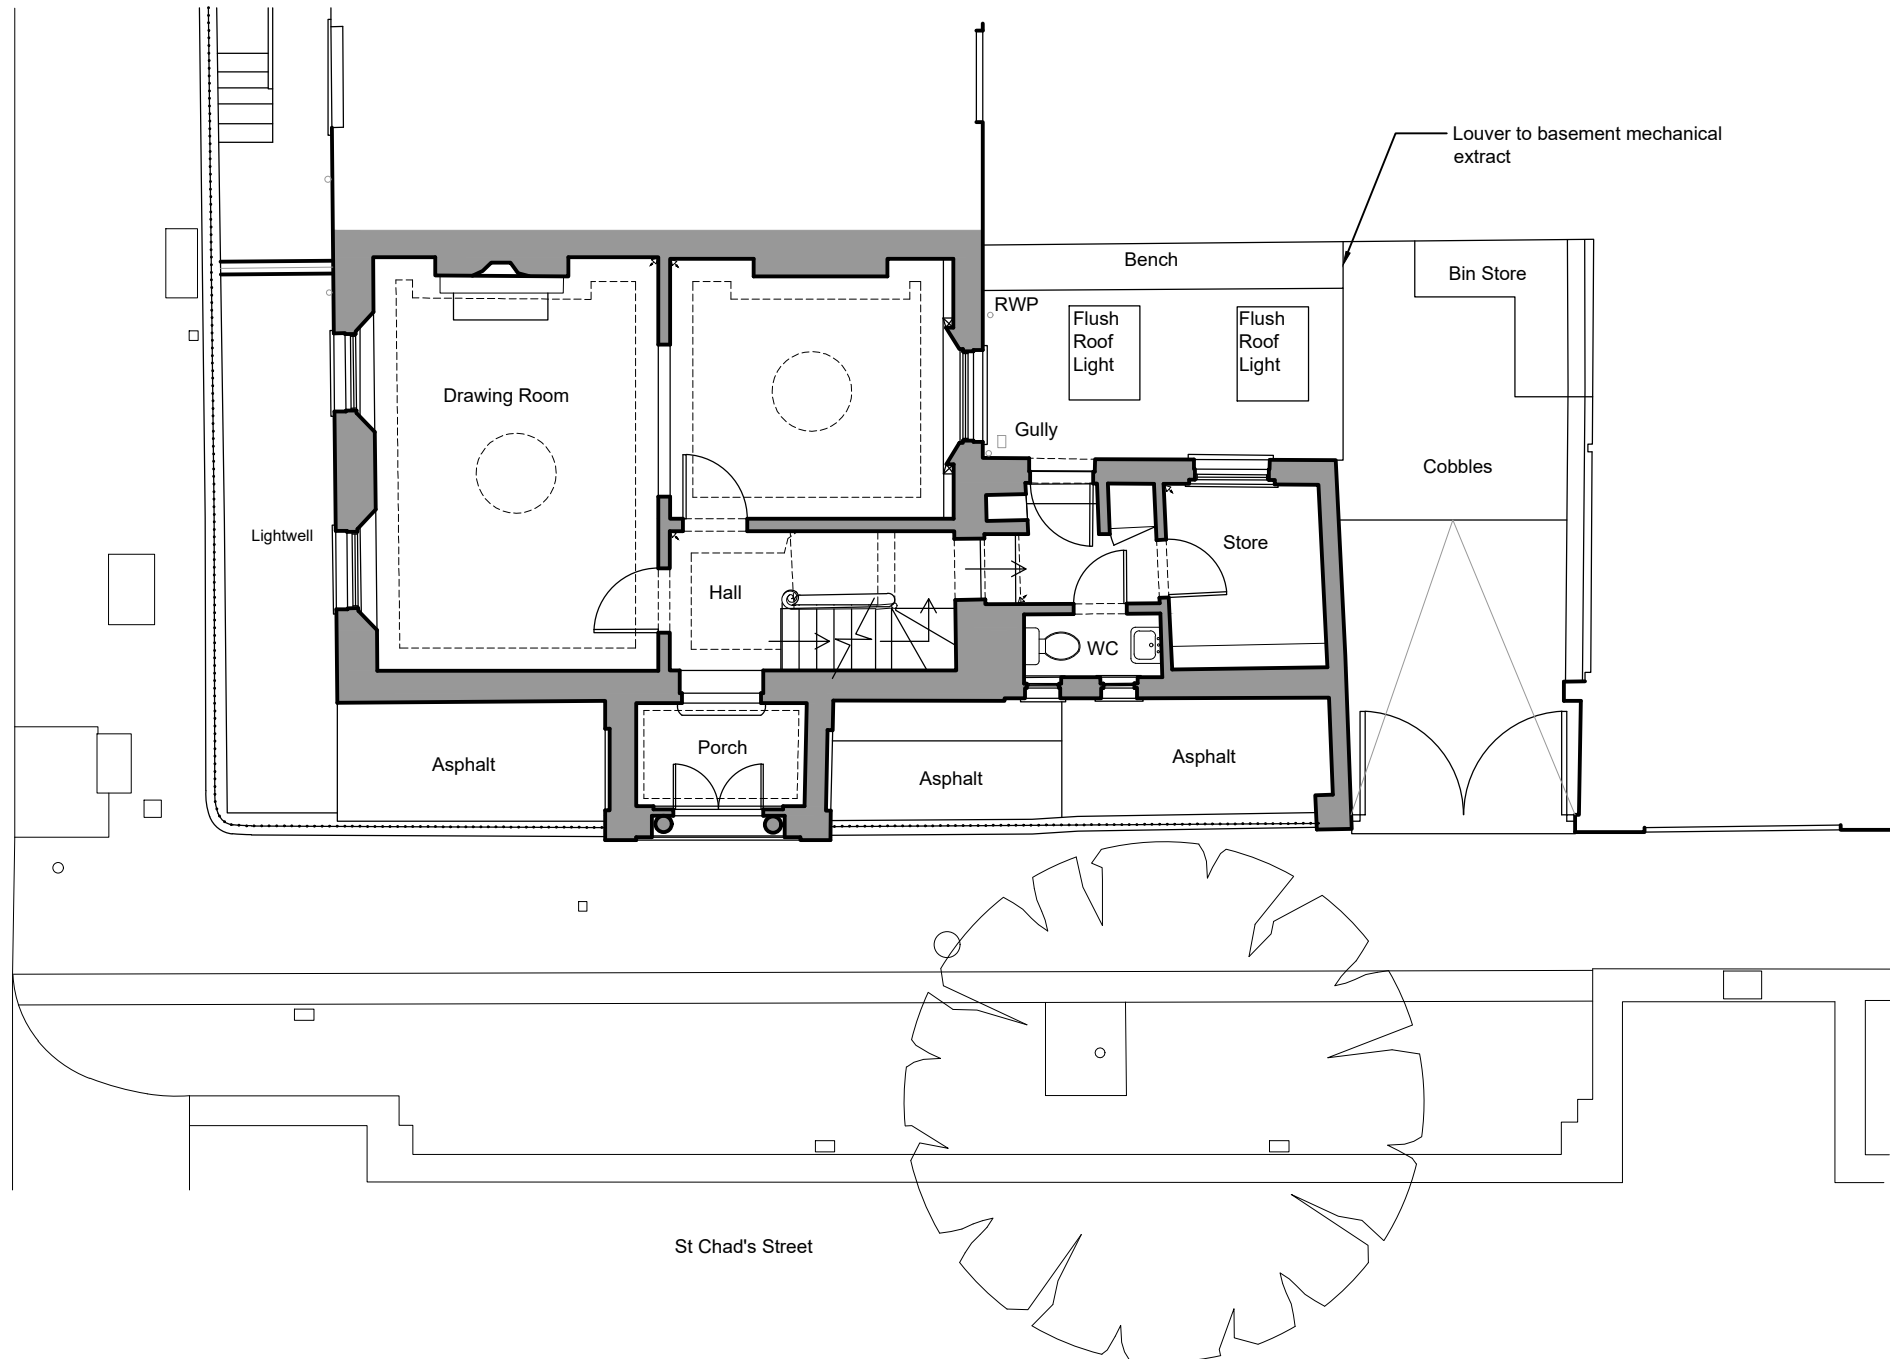 Louver to basement mechanical
extract
Bench
Bin Store
RWP
Flush
Roof
Light
Flush
Roof
Light
Drawing Room
Gully
Cobbles
Lightwell
Store
Hall
WC
Porch
Asphalt
Asphalt
Asphalt
St Chad's Street